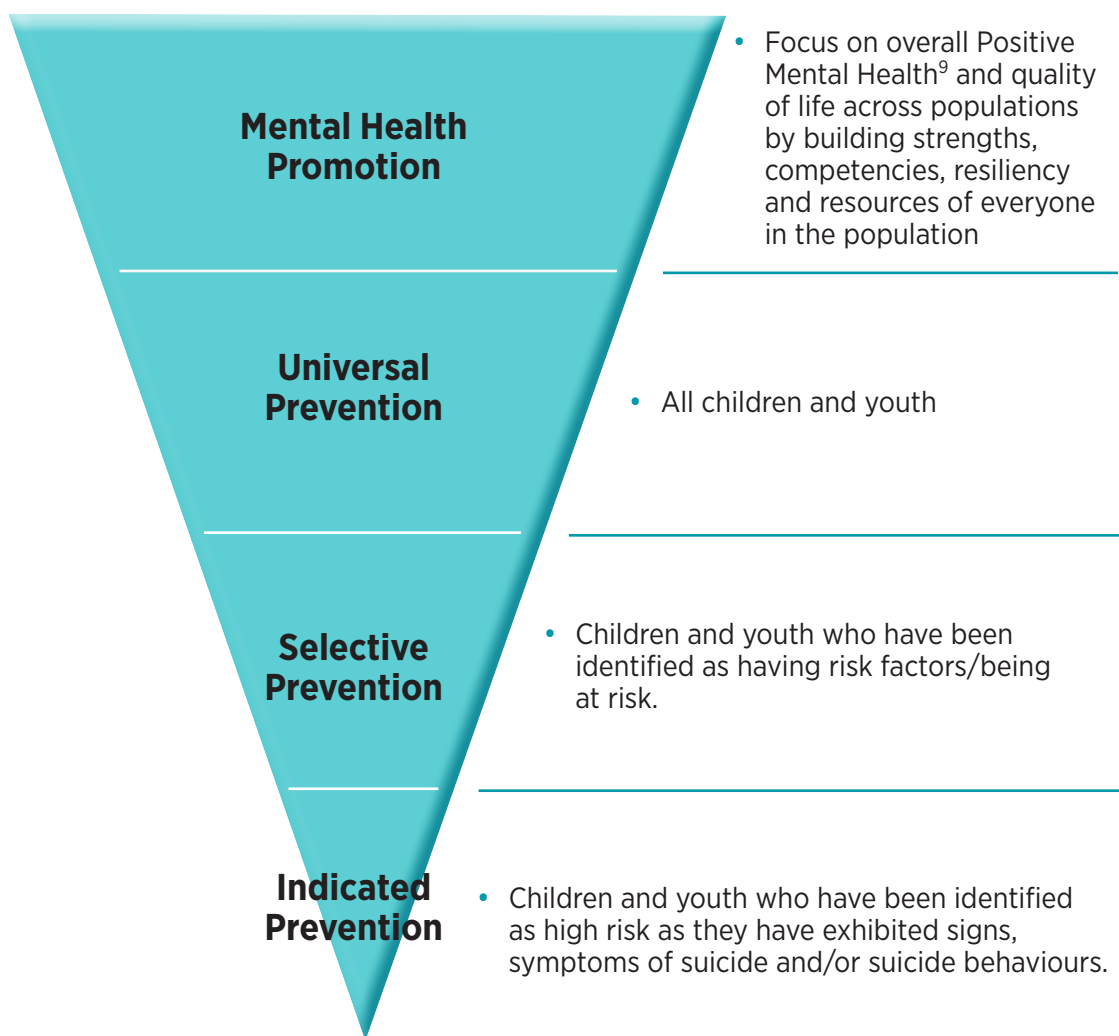 Mental Health
Promotion
• Focus on overall Positive
Mental Health⁹ and quality
of life across populations
by building strengths,
competencies, resiliency
and resources of everyone
in the population
Universal
Prevention
• All children and youth
Selective
Prevention
• Children and youth who have been
identified as having risk factors/being
at risk.
Indicated
Prevention
• Children and youth who have been identified
as high risk as they have exhibited signs,
symptoms of suicide and/or suicide behaviours.